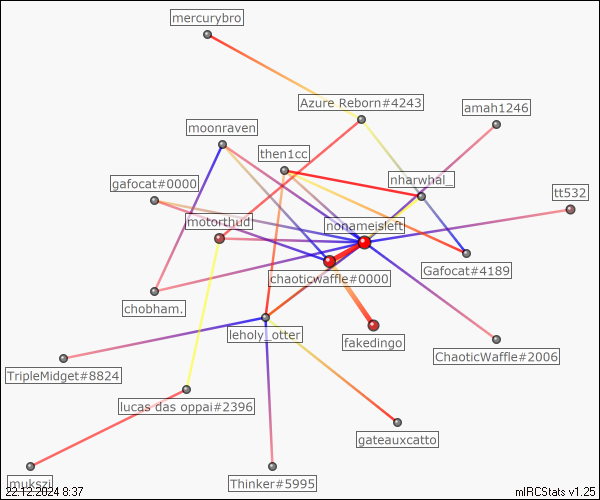 mercurybro
Azure Reborn#4243
amah1246
moonraven
then1cc
nharwhal_
gafocat#0000
tt532
motorthud
nonameisleft
Gafocat#4189
chaoticwaffle#0000
chobham.
leholy_otter
fakedingo
ChaoticWaffle#2006
TripleMidget#8824
lucas das oppai#2396
gateauxcatto
mukszi
Thinker#5995
22.12.2024 8:37
mIRCStats v1.25